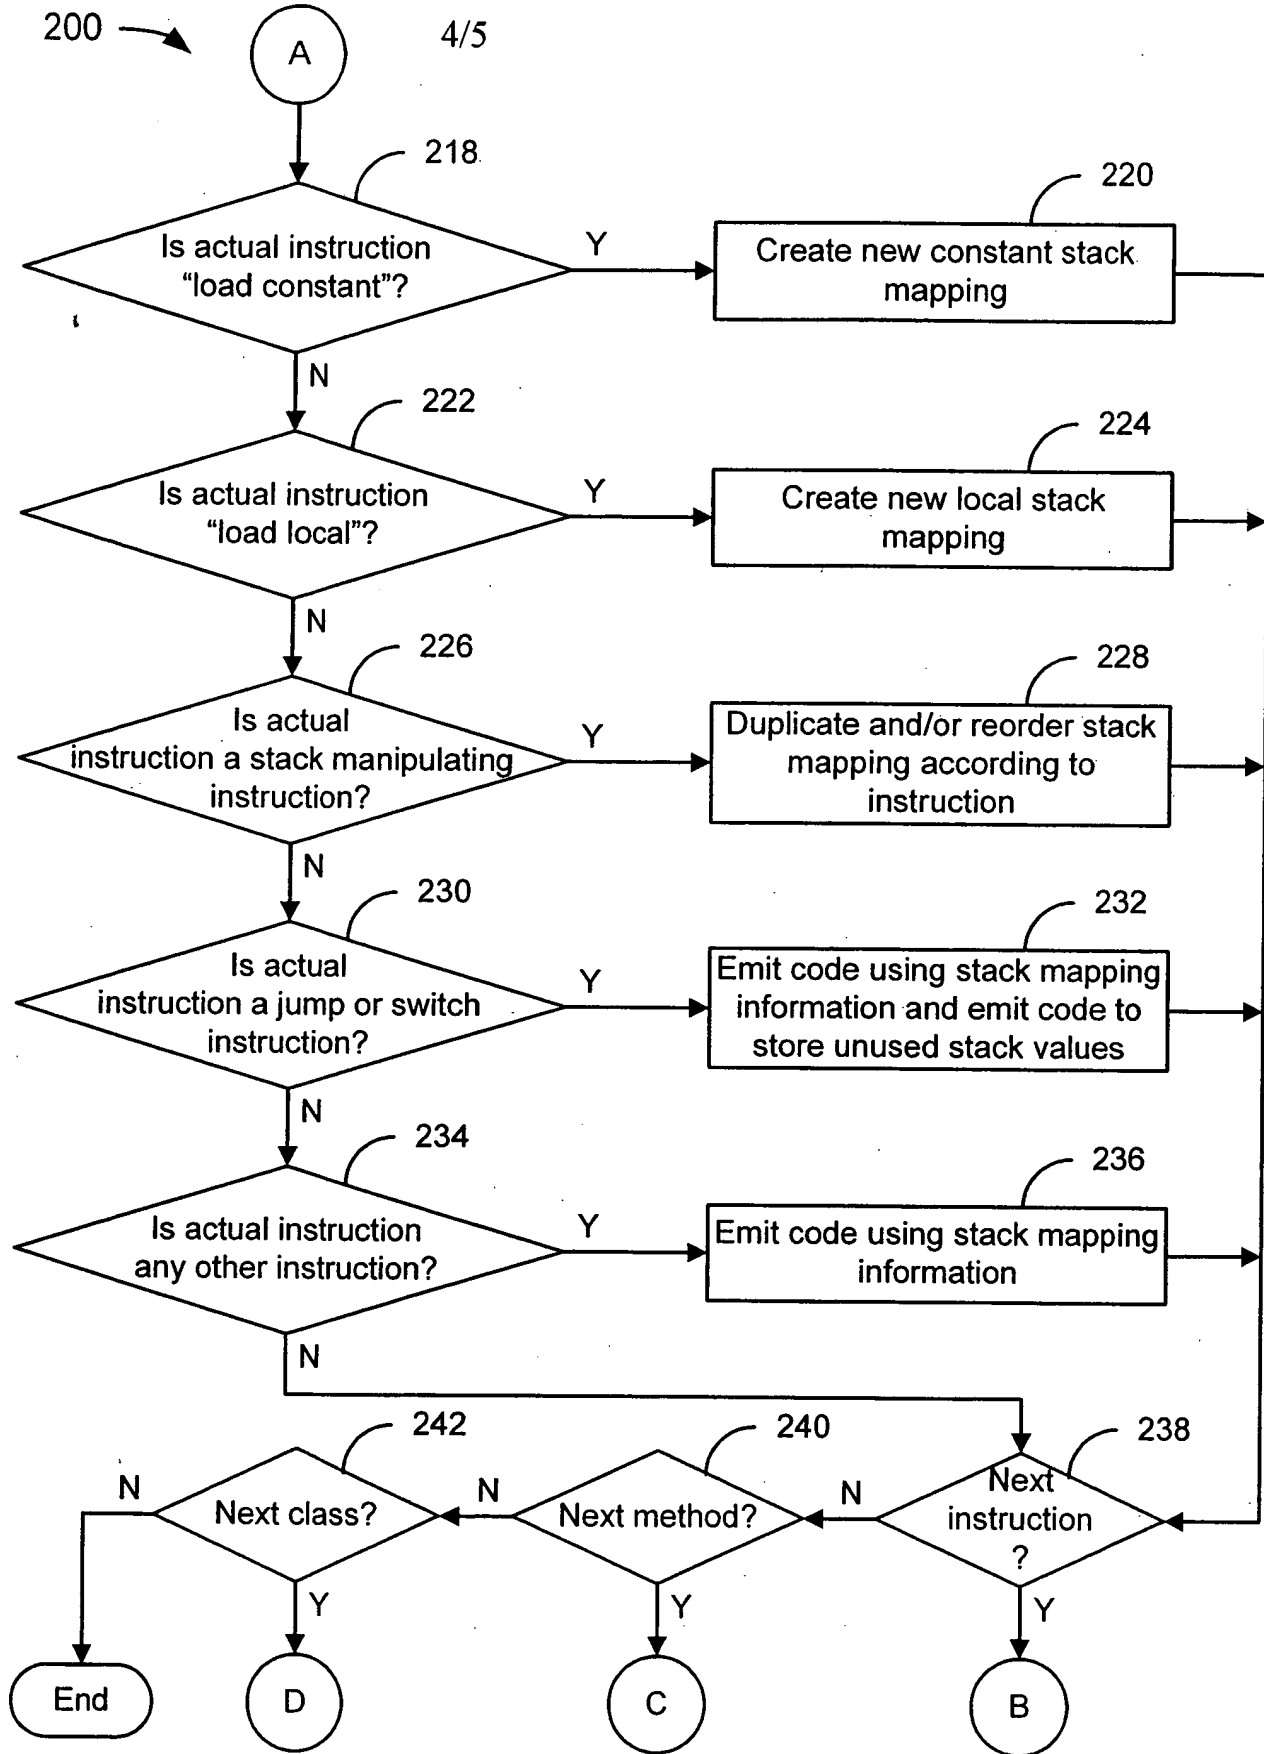 200
4/5
A
218
220
Is actual instruction
“load constant”?
Y
Create new constant stack
mapping
N
222
224
Is actual instruction
“load local”?
Y
Create new local stack
mapping
N
226
228
Is actual
instruction a stack manipulating
instruction?
Y
Duplicate and/or reorder stack
mapping according to
instruction
N
230
232
Is actual
instruction a jump or switch
instruction?
Y
Emit code using stack mapping
information and emit code to
store unused stack values
N
234
236
Is actual instruction
any other instruction?
Y
Emit code using stack mapping
information
N
242
240
238
N
Next class?
N
Next method?
N
Next
instruction
?
Y
Y
Y
End
D
C
B